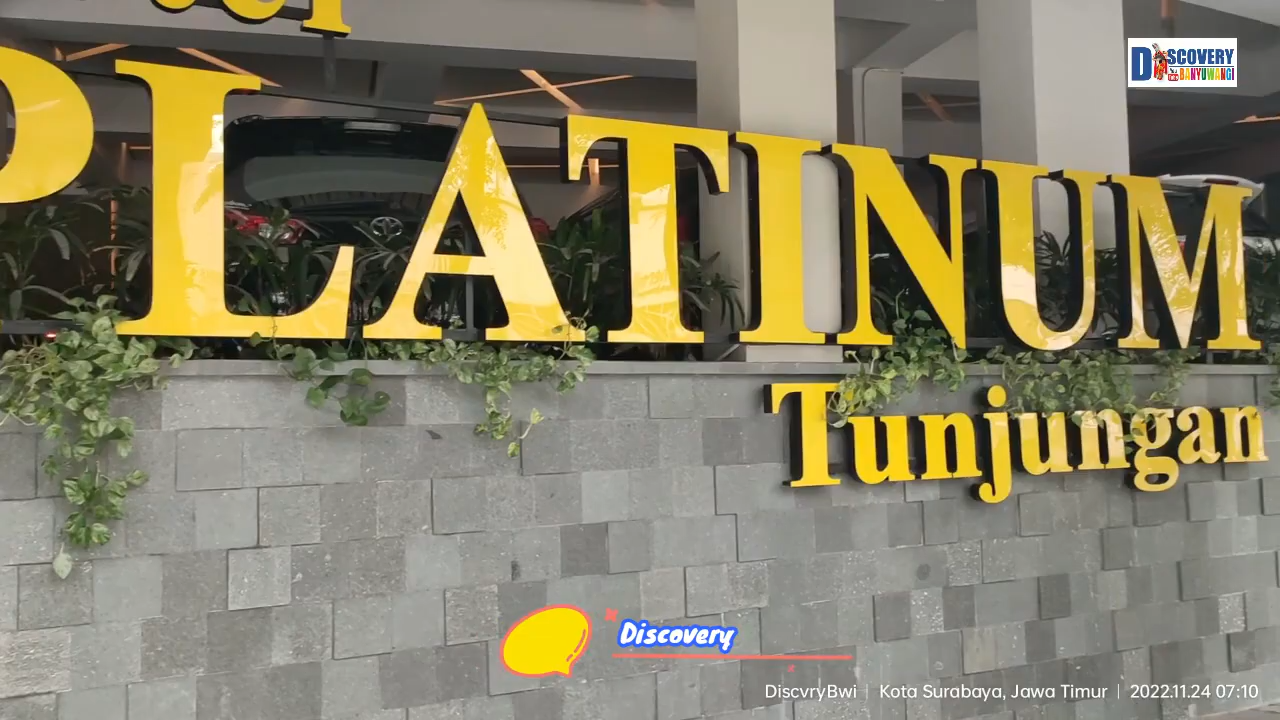 PLATINUM
Tunjungan
DISCOVERY
BANYUWANGI
Discovery
DiscvryBwi | Kota Surabaya, Jawa Timur | 2022.11.24 07:10